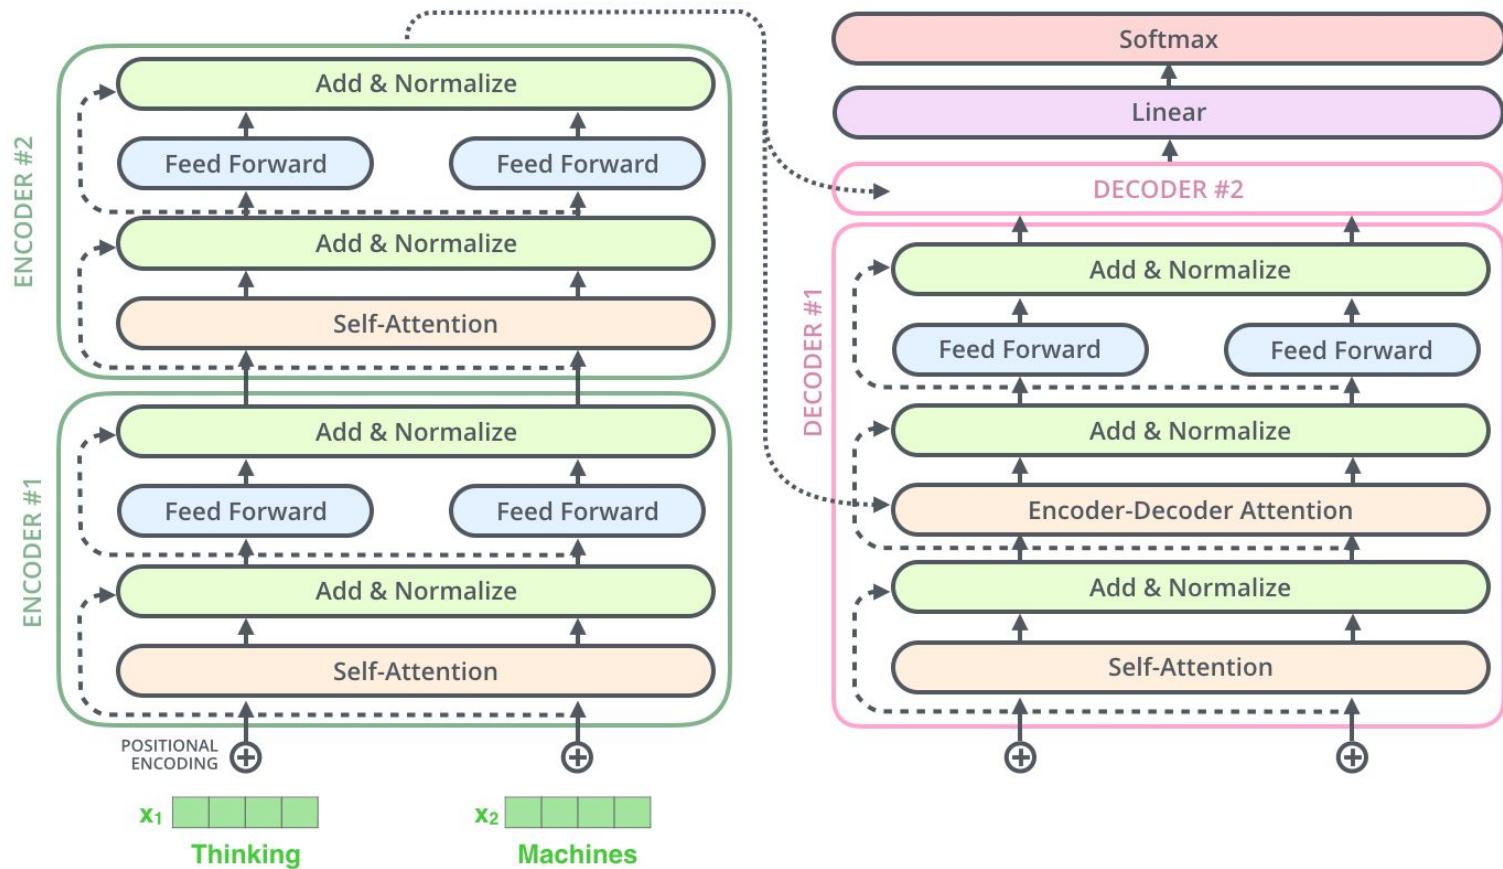 ENCODER #2
Add & Normalize
Feed Forward
Feed Forward
Add & Normalize
Self-Attention
ENCODER #1
Add & Normalize
Feed Forward
Feed Forward
Add & Normalize
Self-Attention
POSITIONAL
ENCODING
x₁
x₂
Thinking
Machines
Softmax
Linear
DECODER #2
DECODER #1
Add & Normalize
Feed Forward
Feed Forward
Add & Normalize
Encoder-Decoder Attention
Add & Normalize
Self-Attention